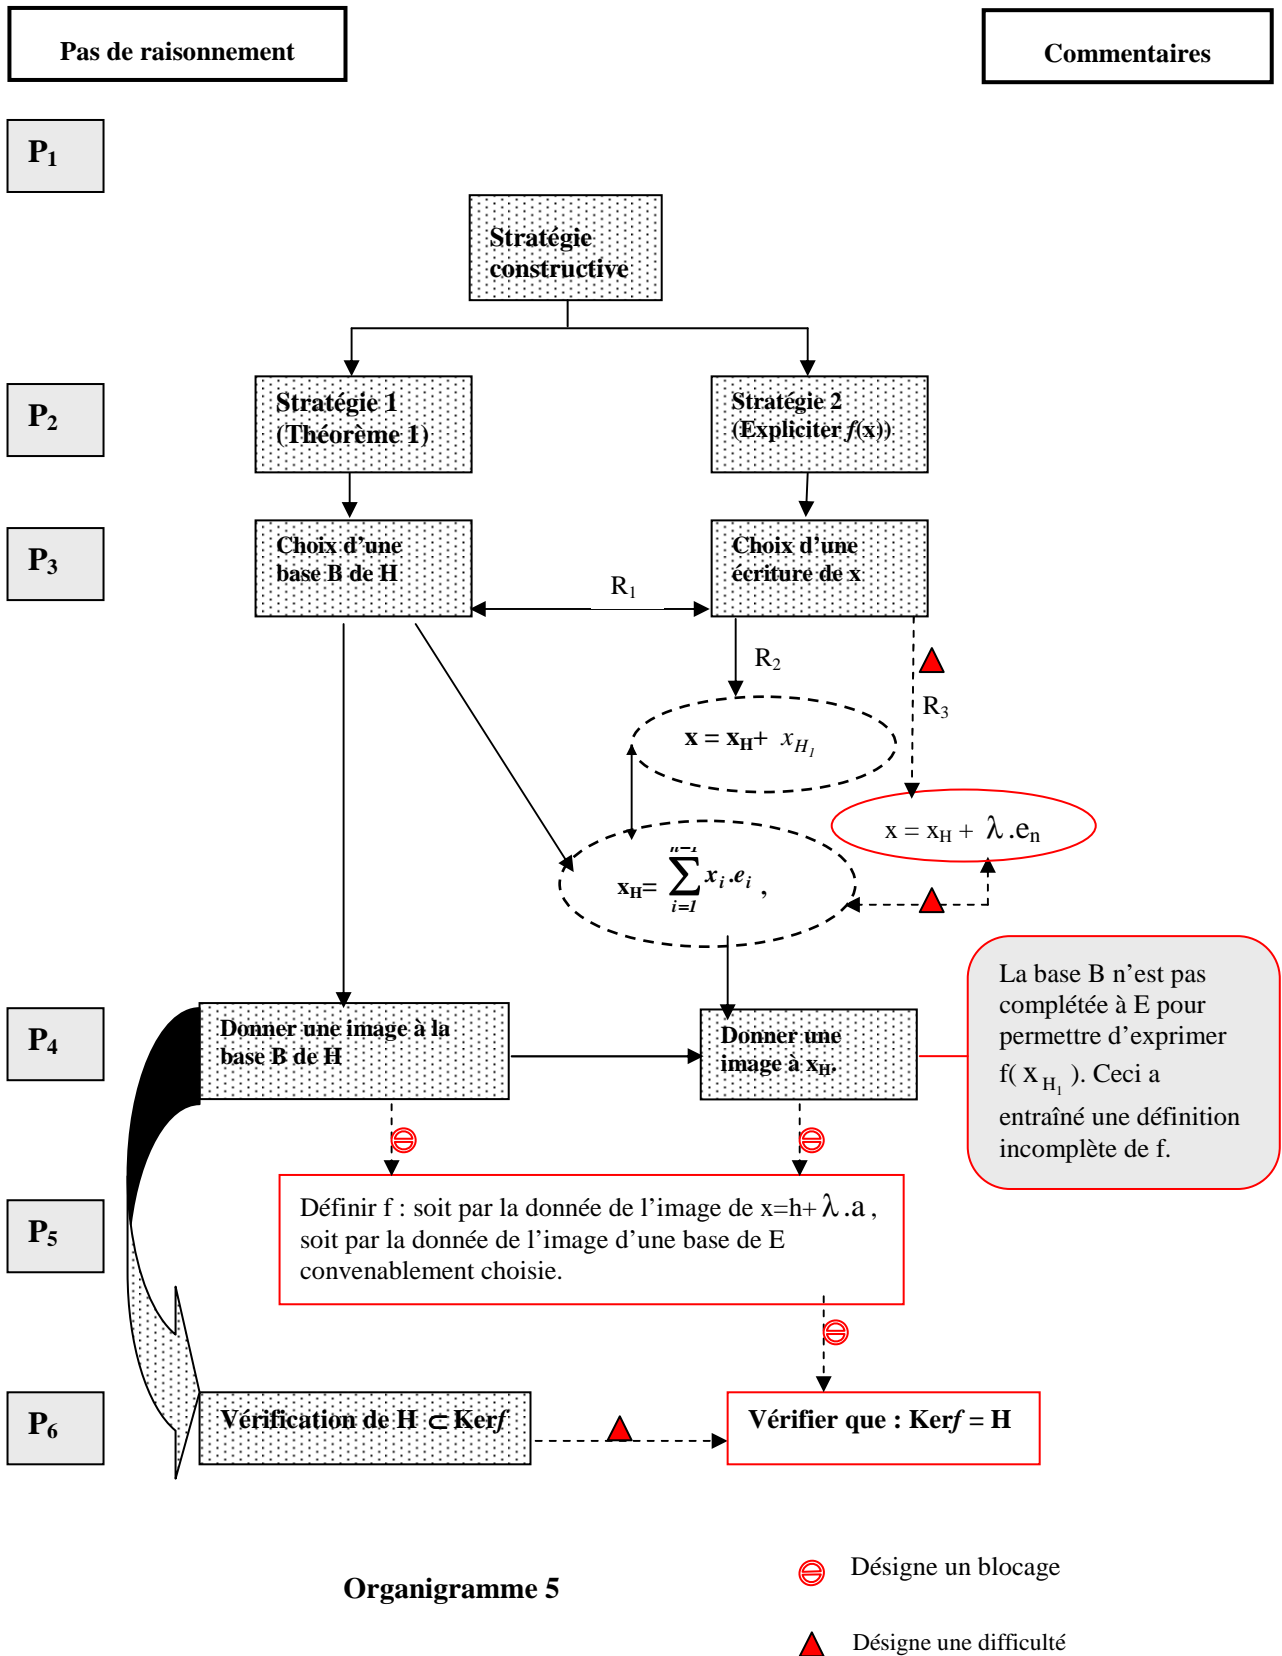 Pas de raisonnement
Commentaires
P1
Stratégie
constructive
P2
Stratégie 1
(Théorème 1)
Stratégie 2
(Expliciter f(x))
P3
Choix d'une
base B de H
Choix d'une
écriture de x
R1
R2
R3
x = xH+ xH1
x = xH + λ .en
xH= n-1 ∑ i=1 xi.ei ,
P4
Donner une image à la
base B de H
Donner une
image à xH.
La base B n'est pas
complétée à E pour
permettre d'exprimer
f( xH1 ). Ceci a
entraîné une définition
incomplète de f.
P5
Définir f : soit par la donnée de l'image de x=h+ λ .a ,
soit par la donnée de l'image d'une base de E
convenablement choisie.
P6
Vérification de H ⊂ Kerf
Vérifier que : Kerf = H
Organigramme 5
Désigne un blocage
Désigne une difficulté